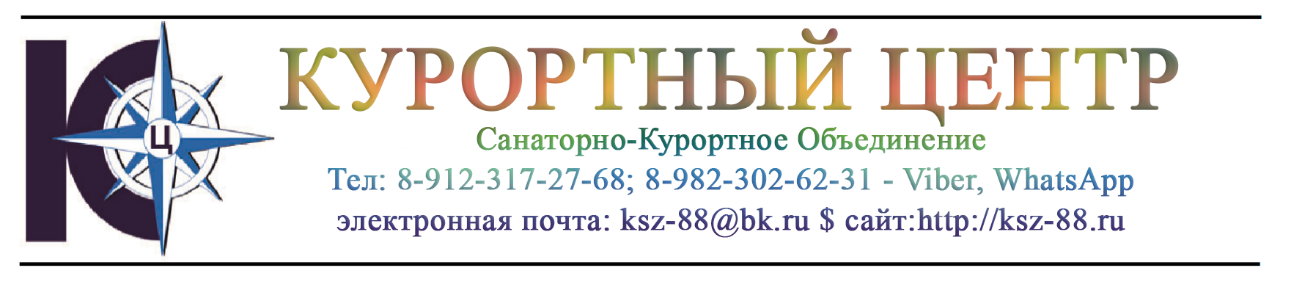 К
Ц
КУРОРТНЫЙ ЦЕНТР
Санаторно-Курортное Объединение
Тел: 8-912-317-27-68; 8-982-302-62-31 - Viber, WhatsApp
электронная почта: ksz-88@bk.ru $ сайт:http://ksz-88.ru